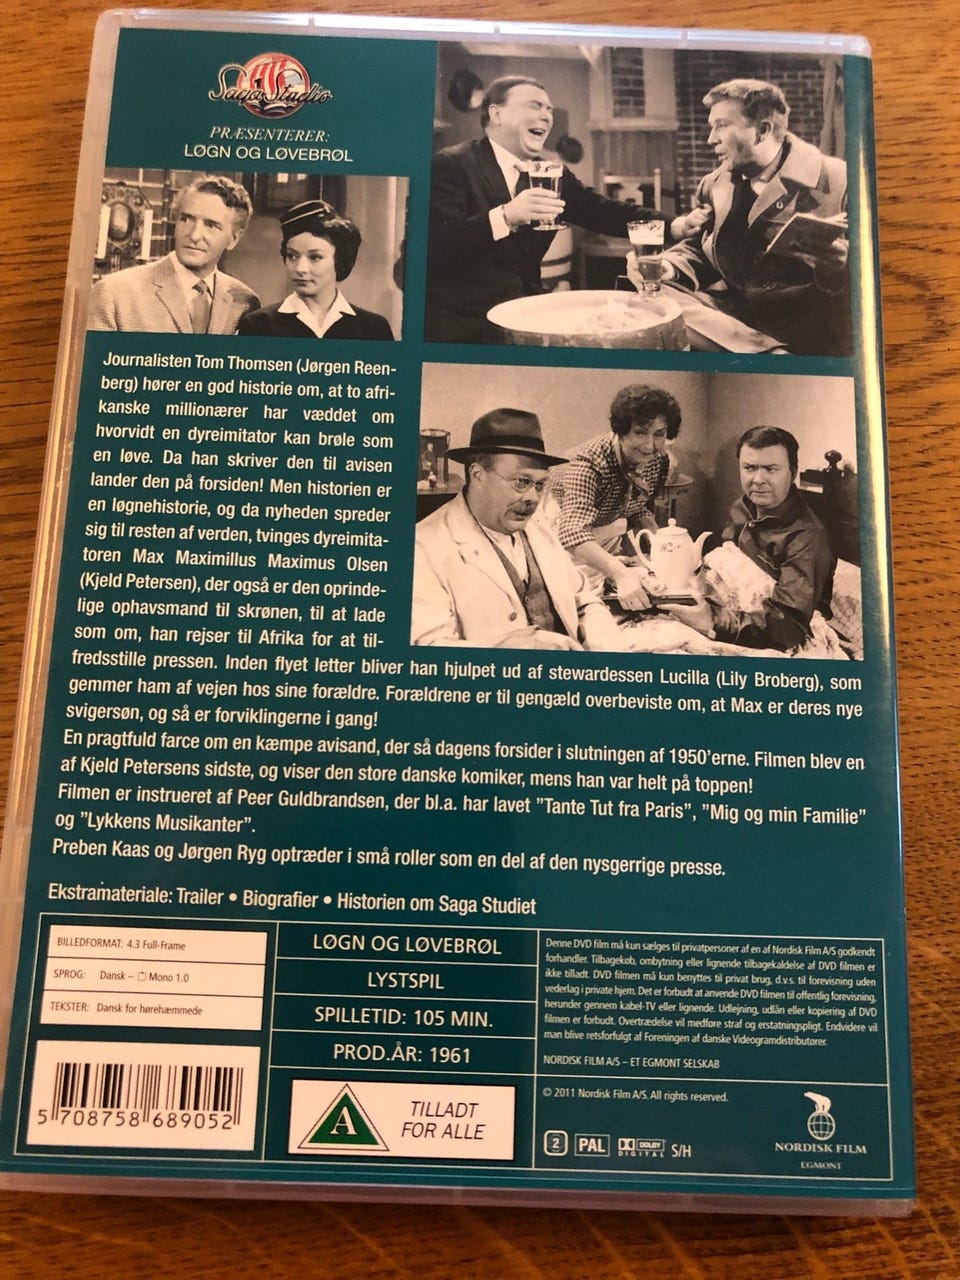 Saga Studio
PRÆSENTERER:
LØGN OG LØVEBRØL
Journalisten Tom Thomsen (Jørgen Reen-
berg) hører en god historie om, at to afri-
kanske millionærer har væddet om
hvorvidt en dyreimitator kan brøle som
en løve. Da han skriver den til avisen
lander den på forsiden! Men historien er
en løgnehistorie, og da nyheden spreder
sig til resten af verden, tvinges dyreimita-
toren Max Maximillus Maximus Olsen
(Kjeld Petersen), der også er den oprinde-
lige ophavsmand til skrønen, til at lade
som om, han rejser til Afrika for at til-
fredsstille pressen. Inden flyet letter bliver han hjulpet ud af stewardessen Lucilla (Lily Broberg), som
gemmer ham af vejen hos sine forældre. Forældrene er til gengæld overbeviste om, at Max er deres nye
svigersøn, og så er forviklingerne i gang!
En pragtfuld farce om en kæmpe avisand, der så dagens forsider i slutningen af 1950'erne. Filmen blev en
af Kjeld Petersens sidste, og viser den store danske komiker, mens han var helt på toppen!
Filmen er instrueret af Peer Guldbrandsen, der bl.a. har lavet "Tante Tut fra Paris", "Mig og min Familie"
og "Lykkens Musikanter".
Preben Kaas og Jørgen Ryg optræder i små roller som en del af den nysgerrige presse.
Ekstramateriale: Trailer • Biografier • Historien om Saga Studiet
BILLEDFORMAT: 4.3 Full-Frame
SPROG: Dansk – Mono 1.0
TEKSTER: Dansk for hørehæmmede
5 708758 689052
LØGN OG LØVEBRØL
LYSTSPIL
SPILLETID: 105 MIN.
PROD.ÅR: 1961
A
TILLADT
FOR ALLE
Denne DVD film må kun sælges til privatpersoner af en af Nordisk Film A/S godkendt
forhandler. Tilbagekøb, ombytning eller lignende tilbagekaldelse af DVD filmen er
ikke tilladt. DVD filmen må kun benyttes til privat brug, d.v.s. til forevisning uden
vederlag i private hjem. Det er forbudt at anvende DVD filmen til offentlig forevisning,
herunder gennem kabel-TV eller lignende. Udlejning, udlån eller kopiering af DVD
filmen er forbudt. Overtrædelse vil medføre straf og erstatningspligt. Endvidere vil
man blive retsforfulgt af Foreningen af danske Videogramdistributører.
NORDISK FILM A/S – ET EGMONT SELSKAB
© 2011 Nordisk Film A/S. All rights reserved.
2 PAL DOLBY DIGITAL S/H
NORDISK FILM
EGMONT